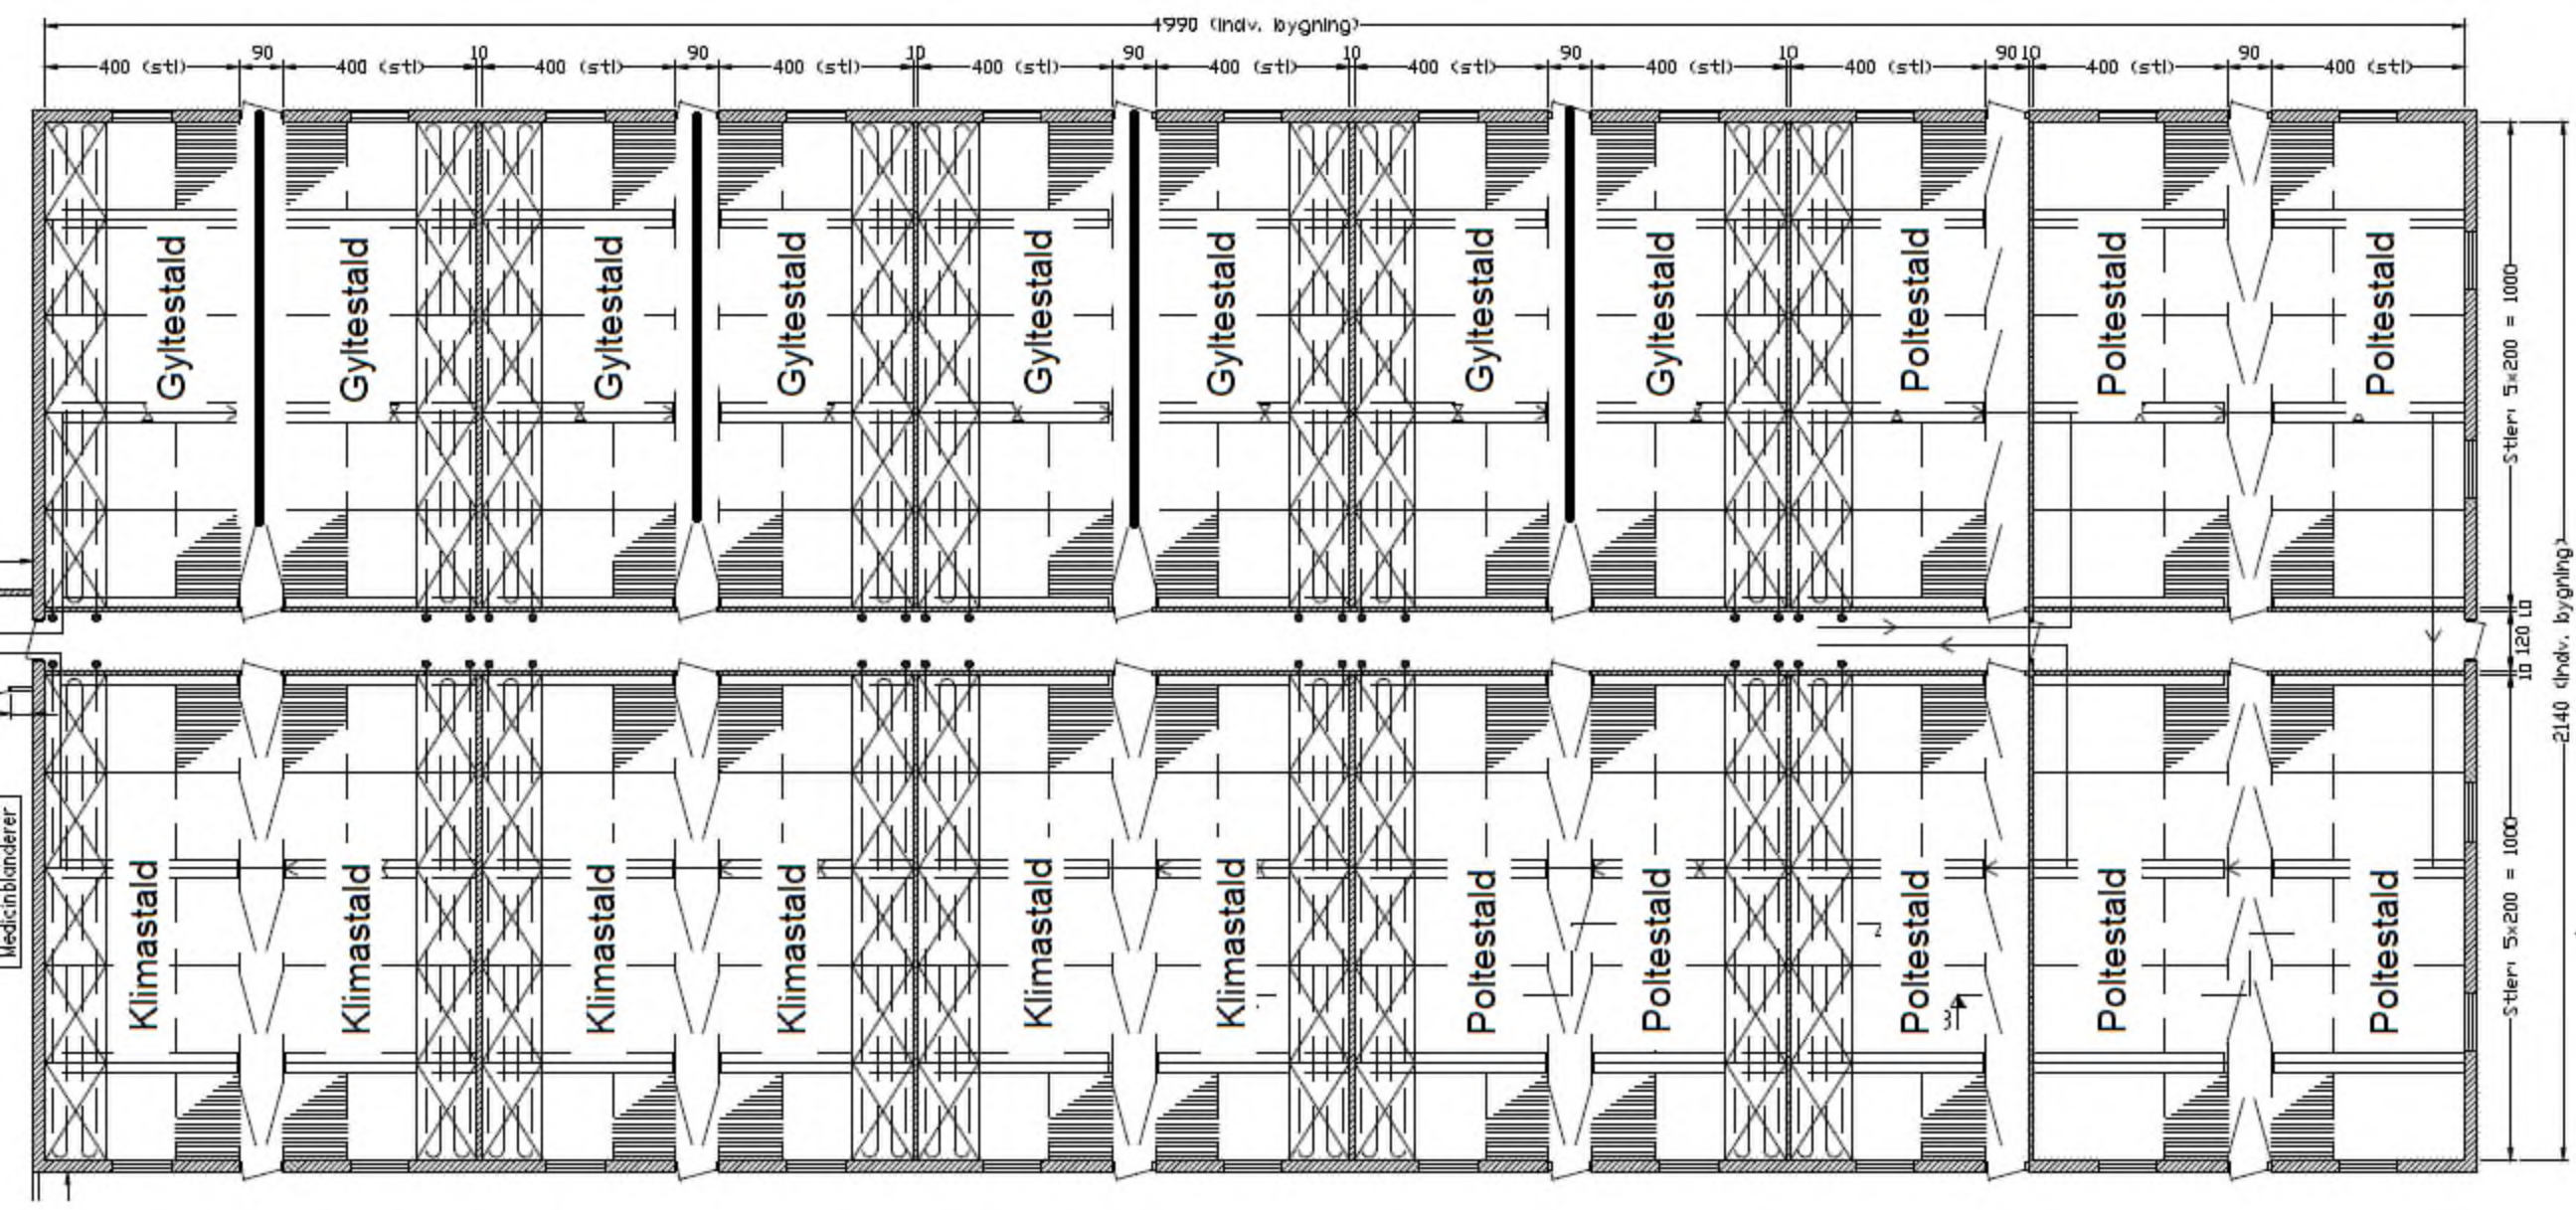 4990 (indv. bygning)
90 10 90 10 90 10 90 10 90 10 90
400 (sti) 400 (sti) 400 (sti) 400 (sti) 400 (sti) 400 (sti) 400 (sti) 400 (sti) 400 (sti) 400 (sti) 400 (sti)
Gyltestald Gyltestald Gyltestald Gyltestald Gyltestald Gyltestald Gyltestald Gyltestald Poltestald Poltestald Poltestald
Stier: 5x200 = 1000
10 120 10
2140 (indv. bygning)
Medicinblanderer
Klimastald Klimastald Klimastald Klimastald Klimastald Klimastald Poltestald Poltestald Poltestald Poltestald Poltestald
Stier: 5x200 = 1000